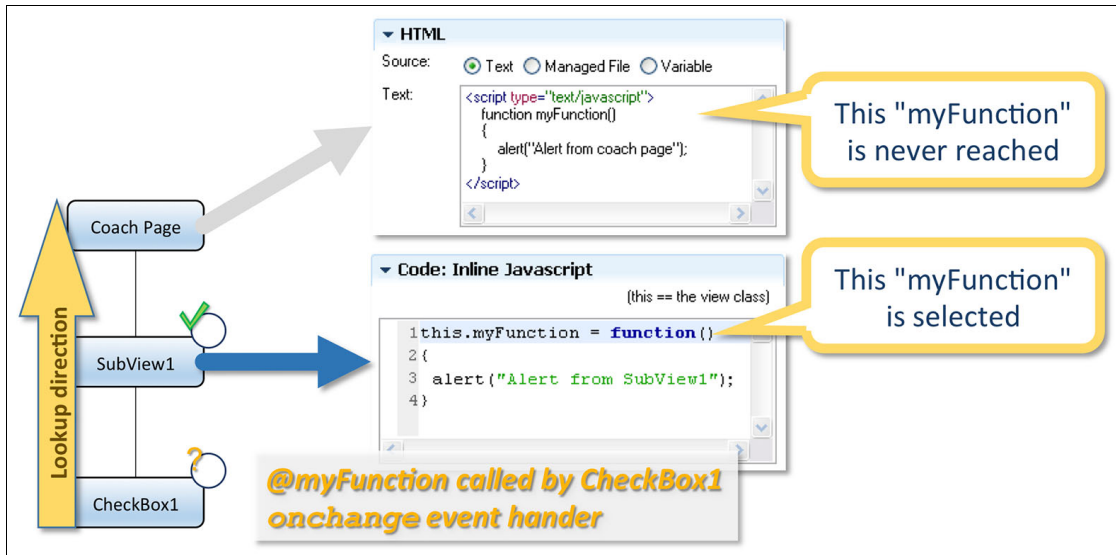 HTML
Source: Text Managed File Variable
Text:
<script type="text/javascript">
function myFunction()
{
alert("Alert from coach page");
}
</script>
This "myFunction"
is never reached
Coach Page
Lookup direction
SubView1
?
CheckBox1
Code: Inline Javascript
(this == the view class)
1this.myFunction = function()
2{
3 alert("Alert from SubView1");
4}
This "myFunction"
is selected
@myFunction called by CheckBox1
onchange event hander